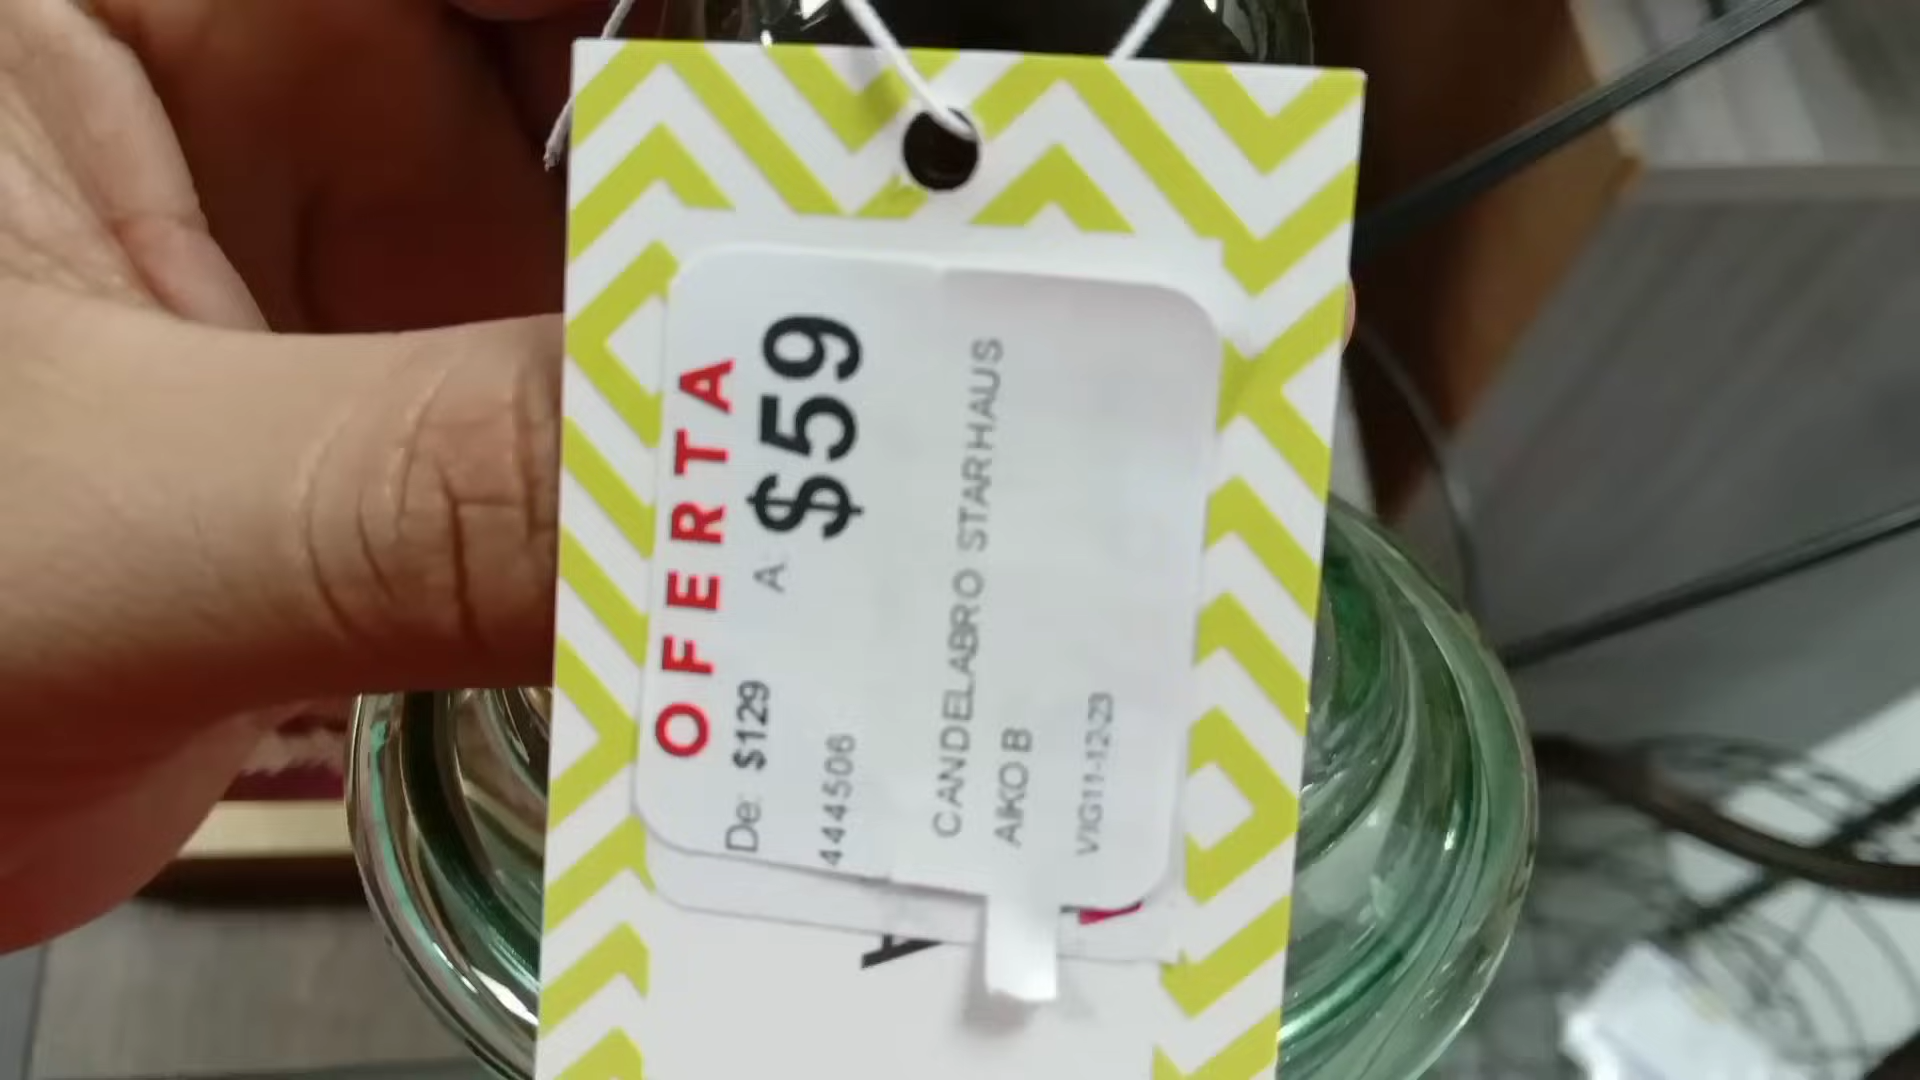 OFERTA
De: $129 A: $59
444506
CANDELABRO STARHAUS
AIKO B
VIG11-12-23
A